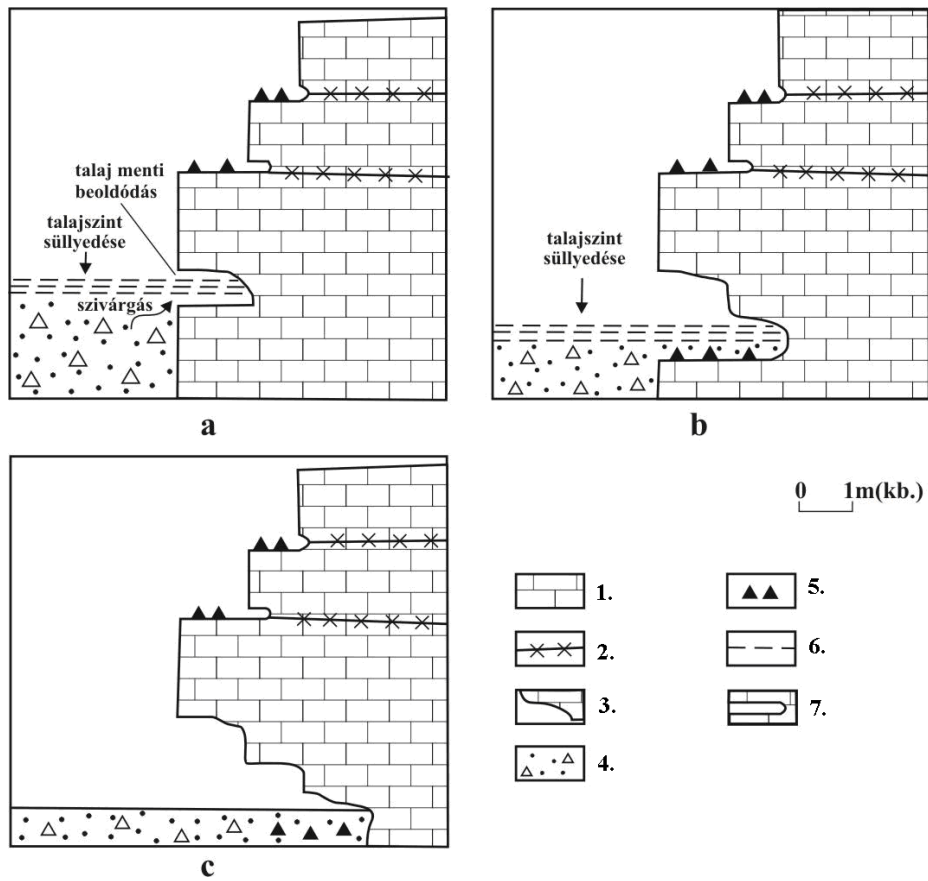 talaj menti
beoldódás
talajszint
süllyedése
szivárgás
a
talajszint
süllyedése
b
c
0 1m(kb.)
1.
2.
3.
4.
5.
6.
7.